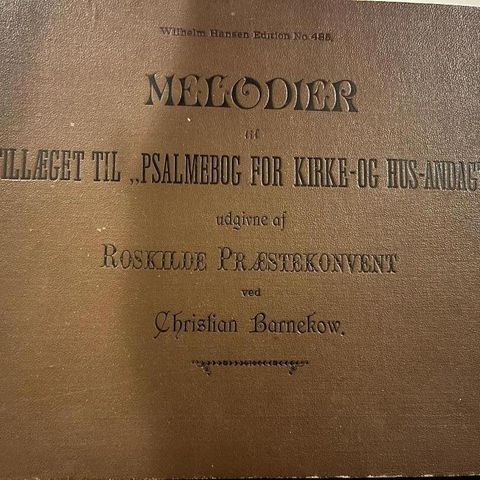 Wilhelm Hansen Edition No. 485.
MELODIER
til
TILLÆGET TIL „PSALMEBOG FOR KIRKE-OG HUS-ANDAGT
udgivne af
ROSKILDE PRÆSTEKONVENT
ved
Christian Barnekow.